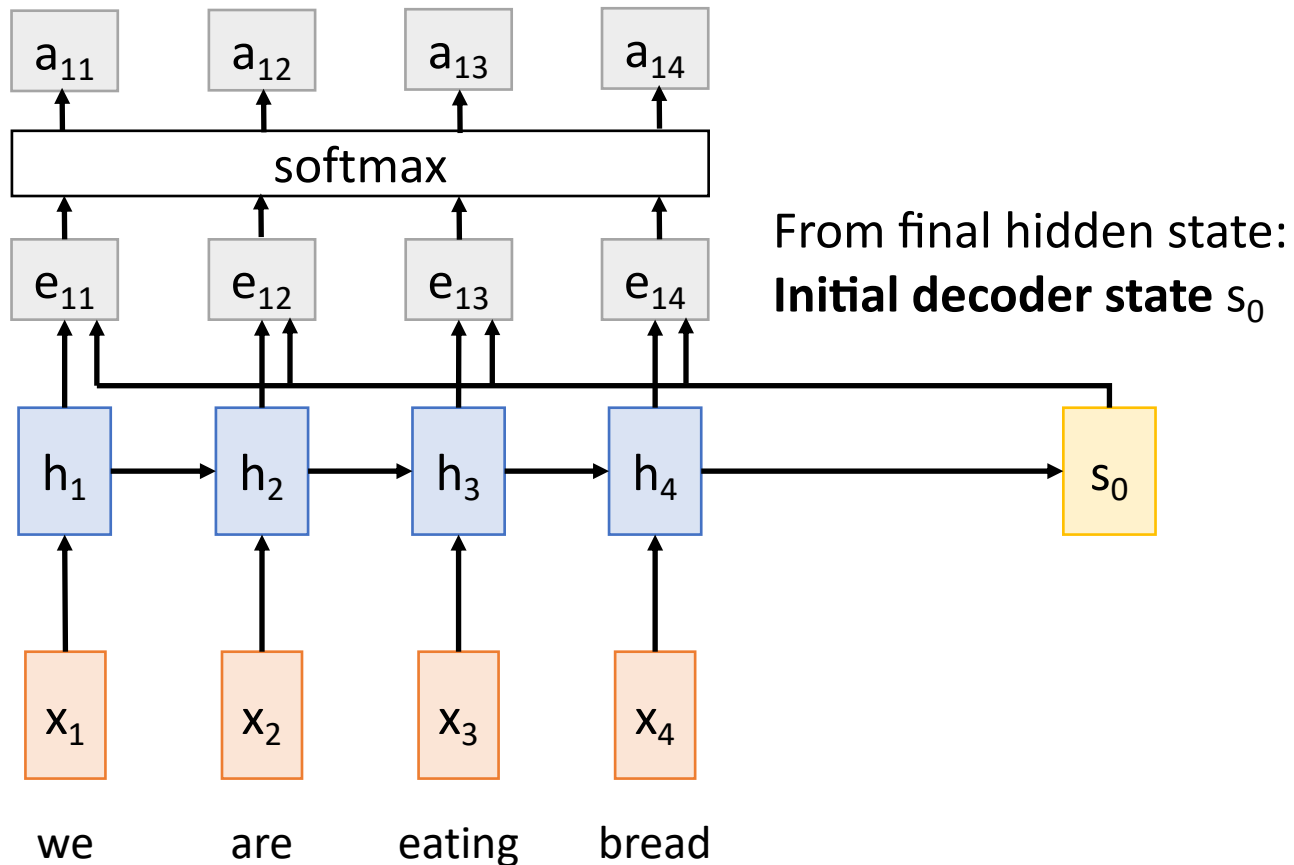 a₁₁ a₁₂ a₁₃ a₁₄
softmax
From final hidden state:
e₁₁ e₁₂ e₁₃ e₁₄
Initial decoder state s₀
h₁ h₂ h₃ h₄ s₀
x₁ x₂ x₃ x₄
we are eating bread